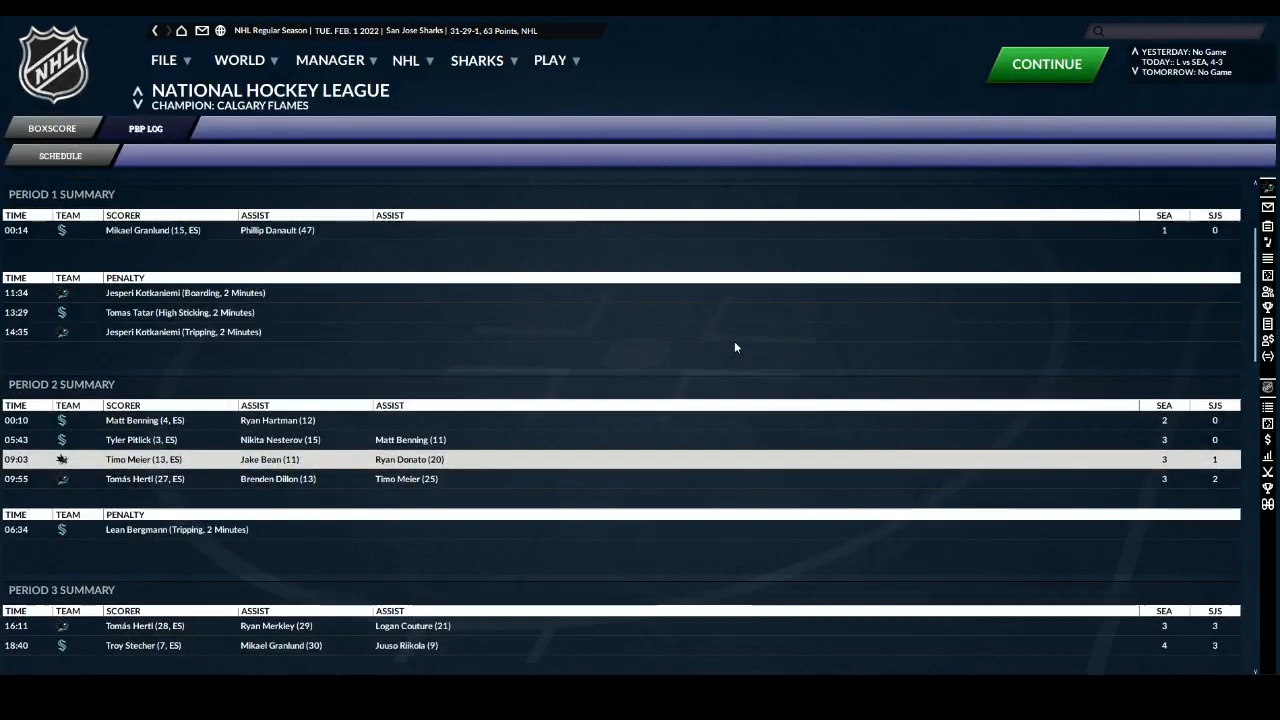 NHL Regular Season | TUE. FEB. 1 2022 | San Jose Sharks | 31-29-1, 63 Points, NHL
NHL
FILE WORLD MANAGER NHL SHARKS PLAY
CONTINUE
YESTERDAY: No Game
TODAY:: L vs SEA, 4-3
TOMORROW: No Game
NATIONAL HOCKEY LEAGUE
CHAMPION: CALGARY FLAMES
BOXSCORE PBP LOG
SCHEDULE
PERIOD 1 SUMMARY
TIME TEAM SCORER ASSIST ASSIST SEA SJS
00:14 Mikael Granlund (15, ES) Phillip Danault (47) 1 0
TIME TEAM PENALTY
11:34 Jesperi Kotkaniemi (Boarding, 2 Minutes)
13:29 Tomas Tatar (High Sticking, 2 Minutes)
14:35 Jesperi Kotkaniemi (Tripping, 2 Minutes)
PERIOD 2 SUMMARY
TIME TEAM SCORER ASSIST ASSIST SEA SJS
00:10 Matt Benning (4, ES) Ryan Hartman (12) 2 0
05:43 Tyler Pitlick (3, ES) Nikita Nesterov (15) Matt Benning (11) 3 0
09:03 Timo Meier (13, ES) Jake Bean (11) Ryan Donato (20) 3 1
09:55 Tomás Hertl (27, ES) Brenden Dillon (13) Timo Meier (25) 3 2
TIME TEAM PENALTY
06:34 Lean Bergmann (Tripping, 2 Minutes)
PERIOD 3 SUMMARY
TIME TEAM SCORER ASSIST ASSIST SEA SJS
16:11 Tomás Hertl (28, ES) Ryan Merkley (29) Logan Couture (21) 3 3
18:40 Troy Stecher (7, ES) Mikael Granlund (30) Juuso Riikola (9) 4 3